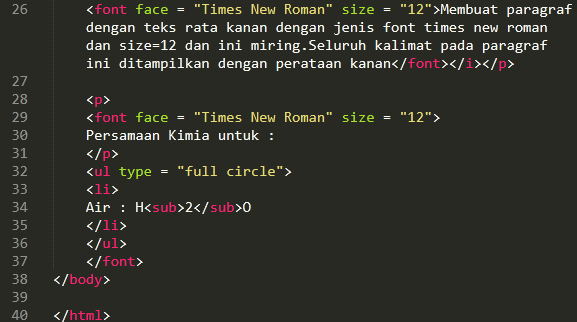 26 <font face = "Times New Roman" size = "12">Membuat paragraf
dengan teks rata kanan dengan jenis font times new roman
dan size=12 dan ini miring.Seluruh kalimat pada paragraf
ini ditampilkan dengan perataan kanan</font></i></p>
27
28 <p>
29 <font face = "Times New Roman" size = "12">
30 Persamaan Kimia untuk :
31 </p>
32 <ul type = "full circle">
33 <li>
34 Air : H<sub>2</sub>O
35 </li>
36 </ul>
37 </font>
38 </body>
39
40 </html>